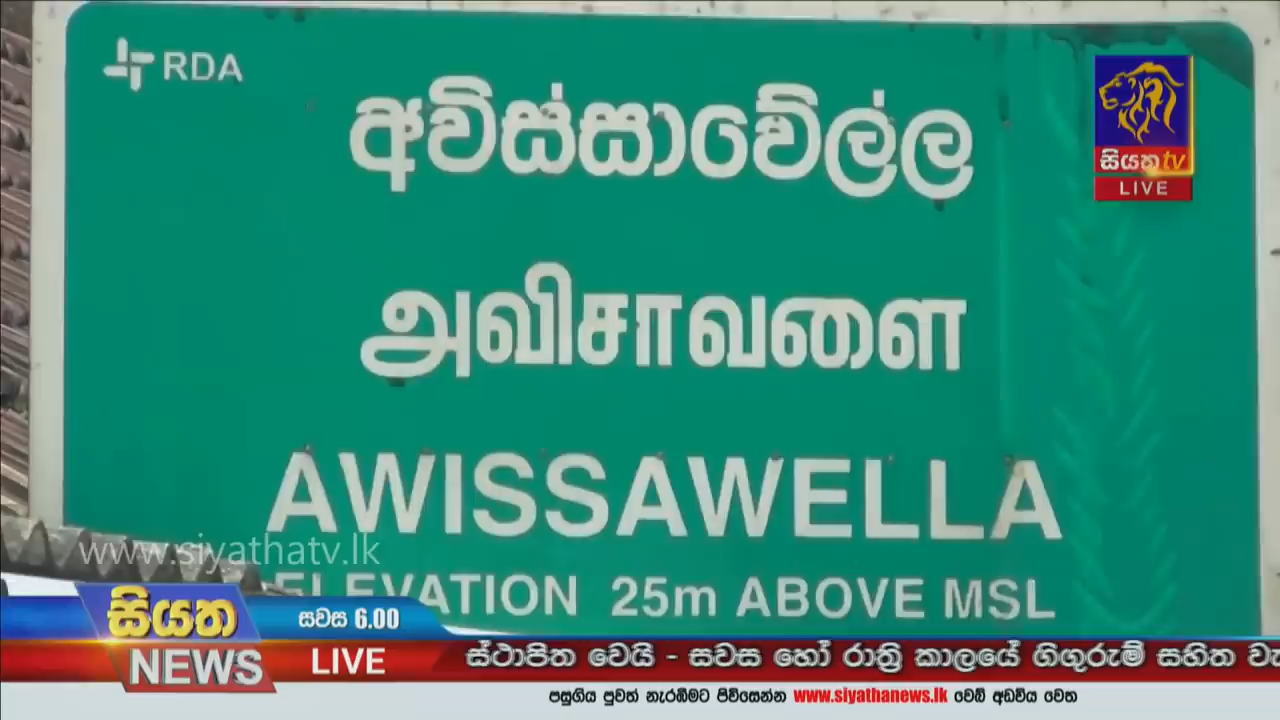 RDA
අවිස්සාවේල්ල
அவிசாவளை
AWISSAWELLA
ELEVATION 25m ABOVE MSL
සියත tv
LIVE
www.siyathatv.lk
සියත
NEWS
සවස 6.00
LIVE
ස්ථාපිත වෙයි - සවස හෝ රාත්‍රි කාලයේ ගිගුරුම් සහිත වැ
පසුගිය පුවත් නැරඹීමට පිවිසෙන්න www.siyathanews.lk වෙබ් අඩවිය වෙත